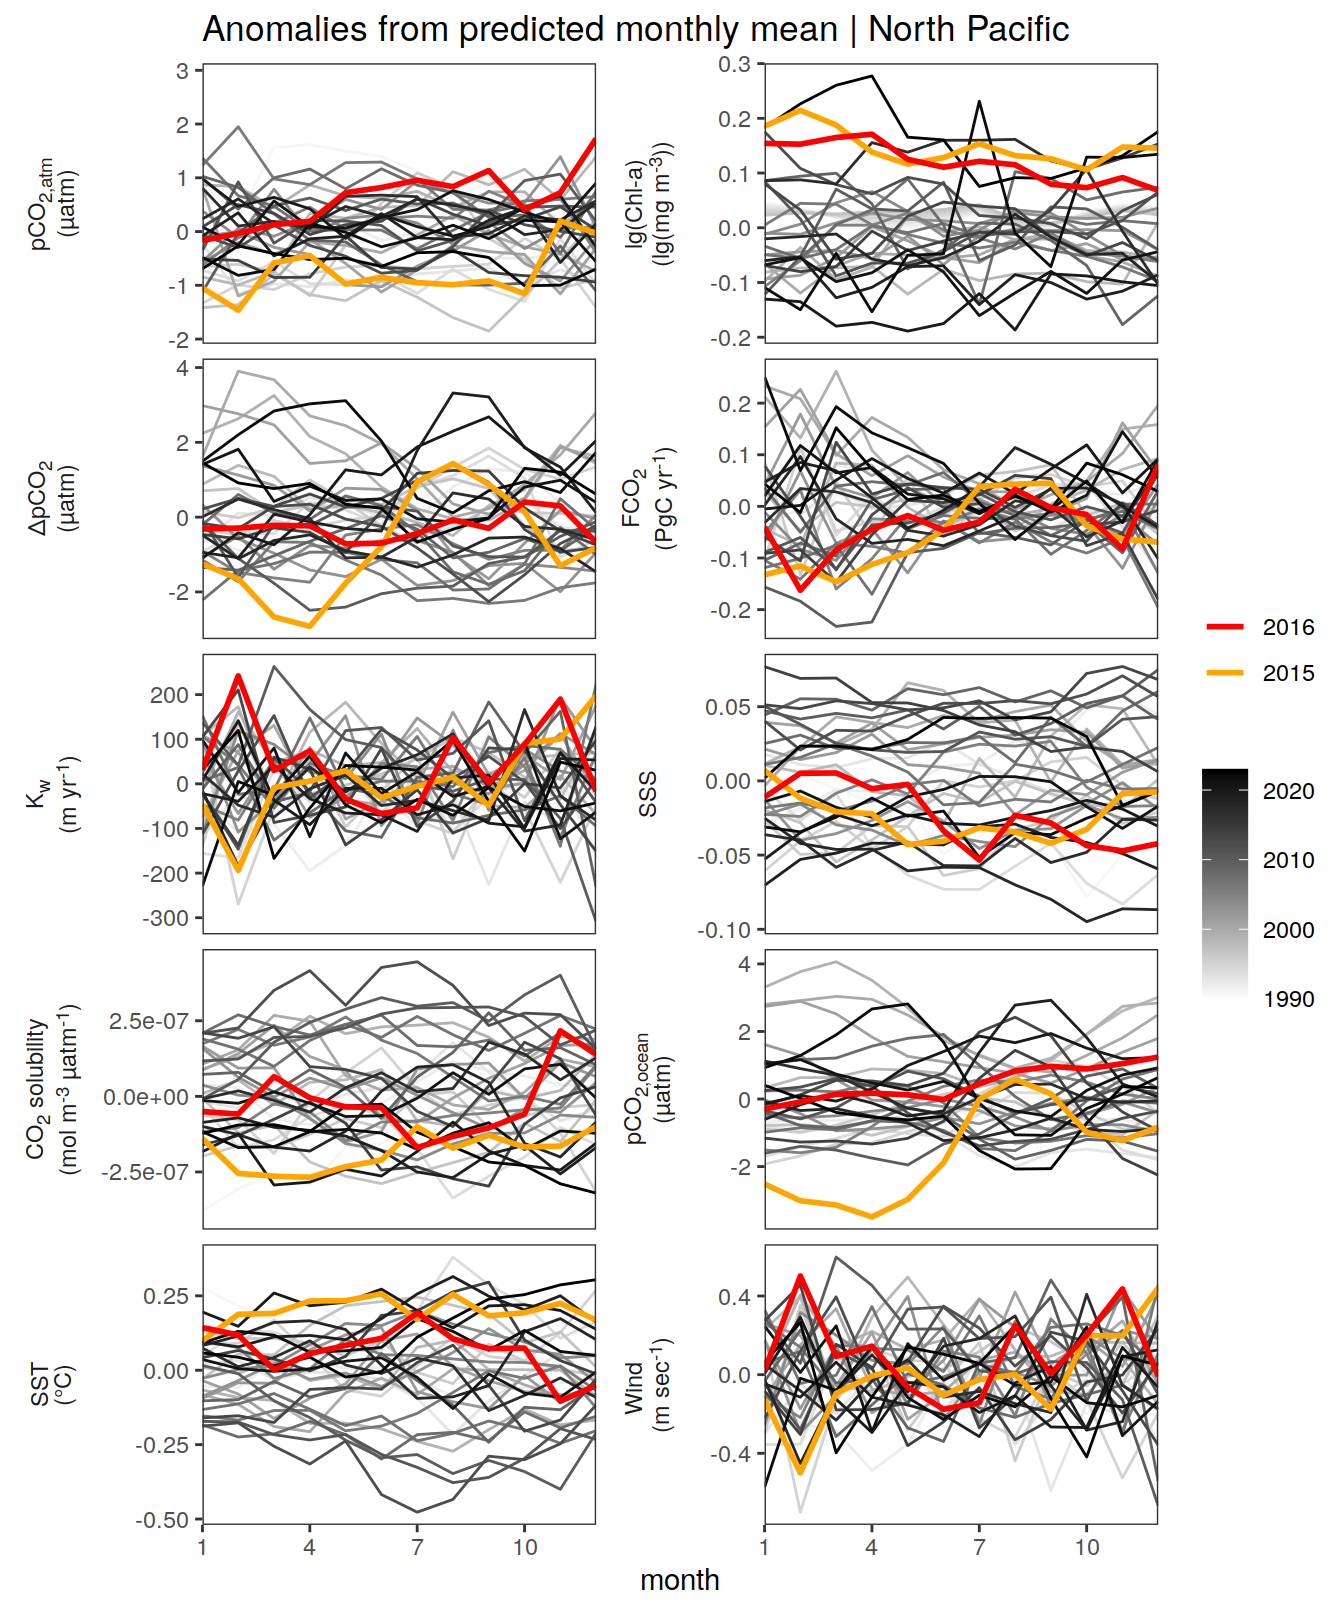 Anomalies from predicted monthly mean | North Pacific
pCO2,atm
(µatm)
3
2
1
0
-1
-2
lg(Chl-a)
(lg(mg m-3))
0.3
0.2
0.1
0.0
-0.1
-0.2
ΔpCO2
(µatm)
4
2
0
-2
FCO2
(PgC yr-1)
0.2
0.1
0.0
-0.1
-0.2
Kw
(m yr-1)
200
100
0
-100
-200
-300
SSS
0.05
0.00
-0.05
-0.10
CO2 solubility
(mol m-3 µatm-1)
2.5e-07
0.0e+00
-2.5e-07
pCO2,ocean
(µatm)
4
2
0
-2
SST
(°C)
0.25
0.00
-0.25
-0.50
Wind
(m sec-1)
0.4
0.0
-0.4
1 4 7 10
1 4 7 10
month
2016
2015
2020
2010
2000
1990